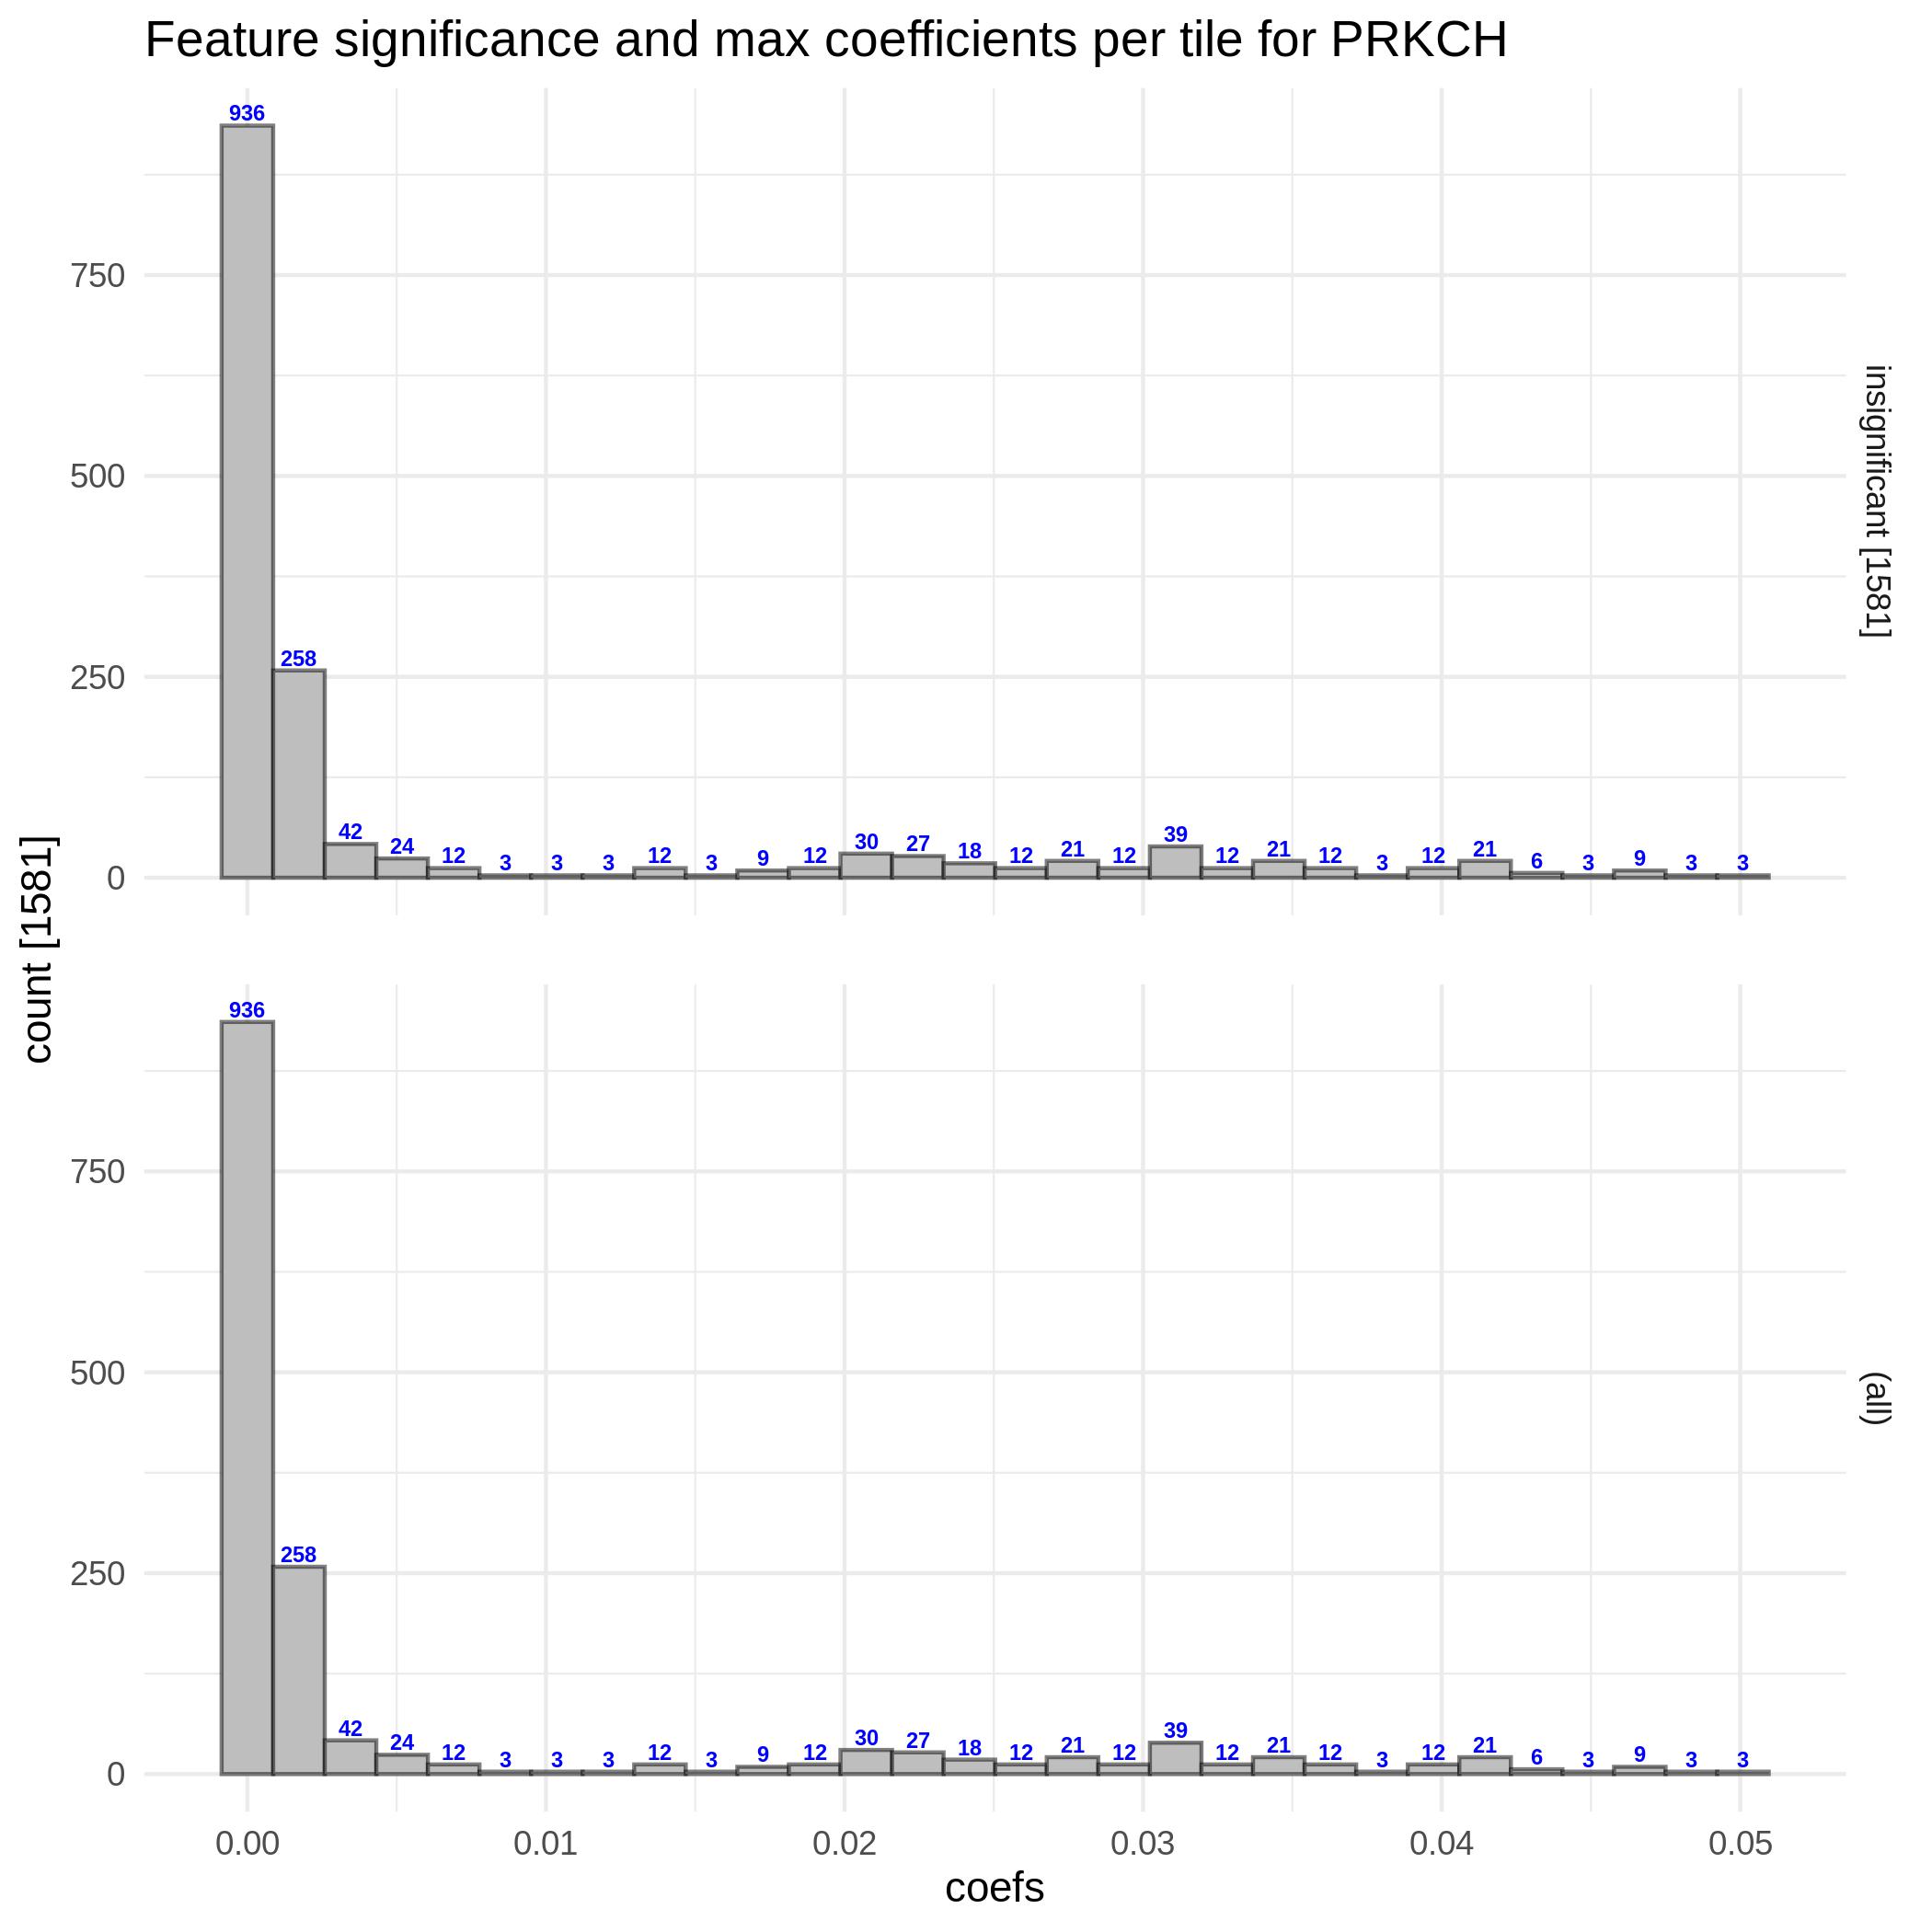 Feature significance and max coefficients per tile for PRKCH
count [1581]
936
258
42 24 12 3 3 3 12 3 9 12 30 27 18 12 21 12 39 12 21 12 3 12 21 6 3 9 3 3
750
500
250
0
insignificant [1581]
936
258
42 24 12 3 3 3 12 3 9 12 30 27 18 12 21 12 39 12 21 12 3 12 21 6 3 9 3 3
750
500
250
0
(all)
0.00 0.01 0.02 0.03 0.04 0.05
coefs